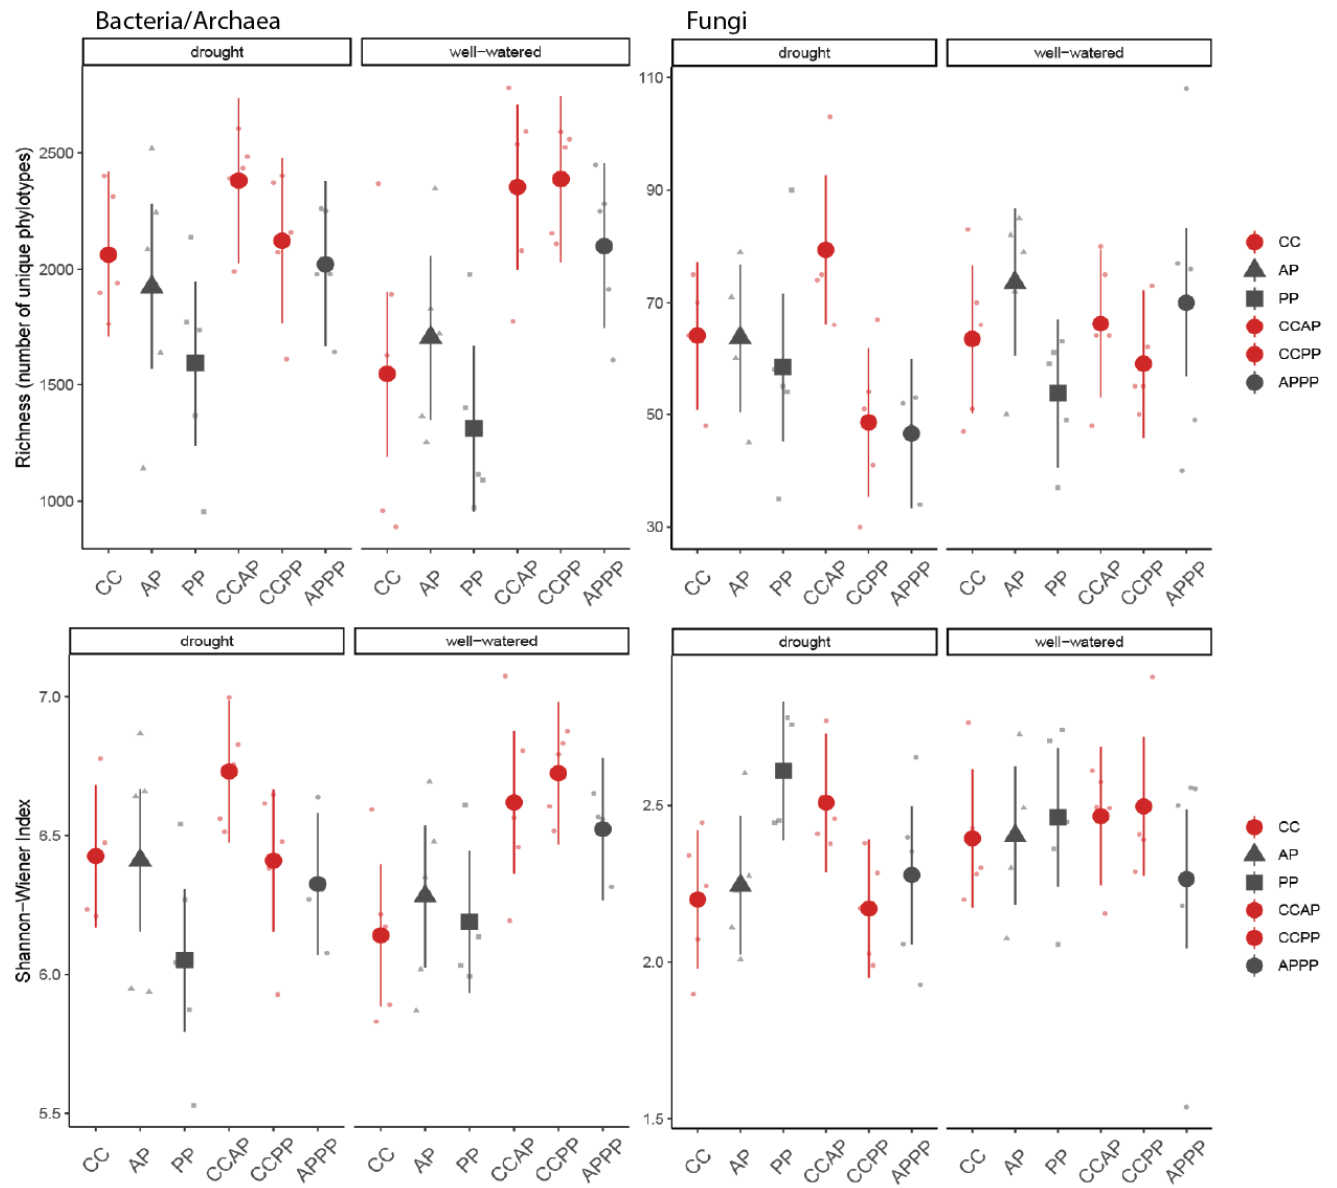 Bacteria/Archaea
Fungi
drought
well-watered
drought
well-watered
Richness (number of unique phylotypes)
2500
2000
1500
1000
110
90
70
50
30
CC
AP
PP
CCAP
CCPP
APPP
CC
AP
PP
CCAP
CCPP
APPP
CC
AP
PP
CCAP
CCPP
APPP
CC
AP
PP
CCAP
CCPP
APPP
CC
AP
PP
CCAP
CCPP
APPP
drought
well-watered
drought
well-watered
Shannon-Wiener Index
7.0
6.5
6.0
5.5
2.5
2.0
1.5
CC
AP
PP
CCAP
CCPP
APPP
CC
AP
PP
CCAP
CCPP
APPP
CC
AP
PP
CCAP
CCPP
APPP
CC
AP
PP
CCAP
CCPP
APPP
CC
AP
PP
CCAP
CCPP
APPP